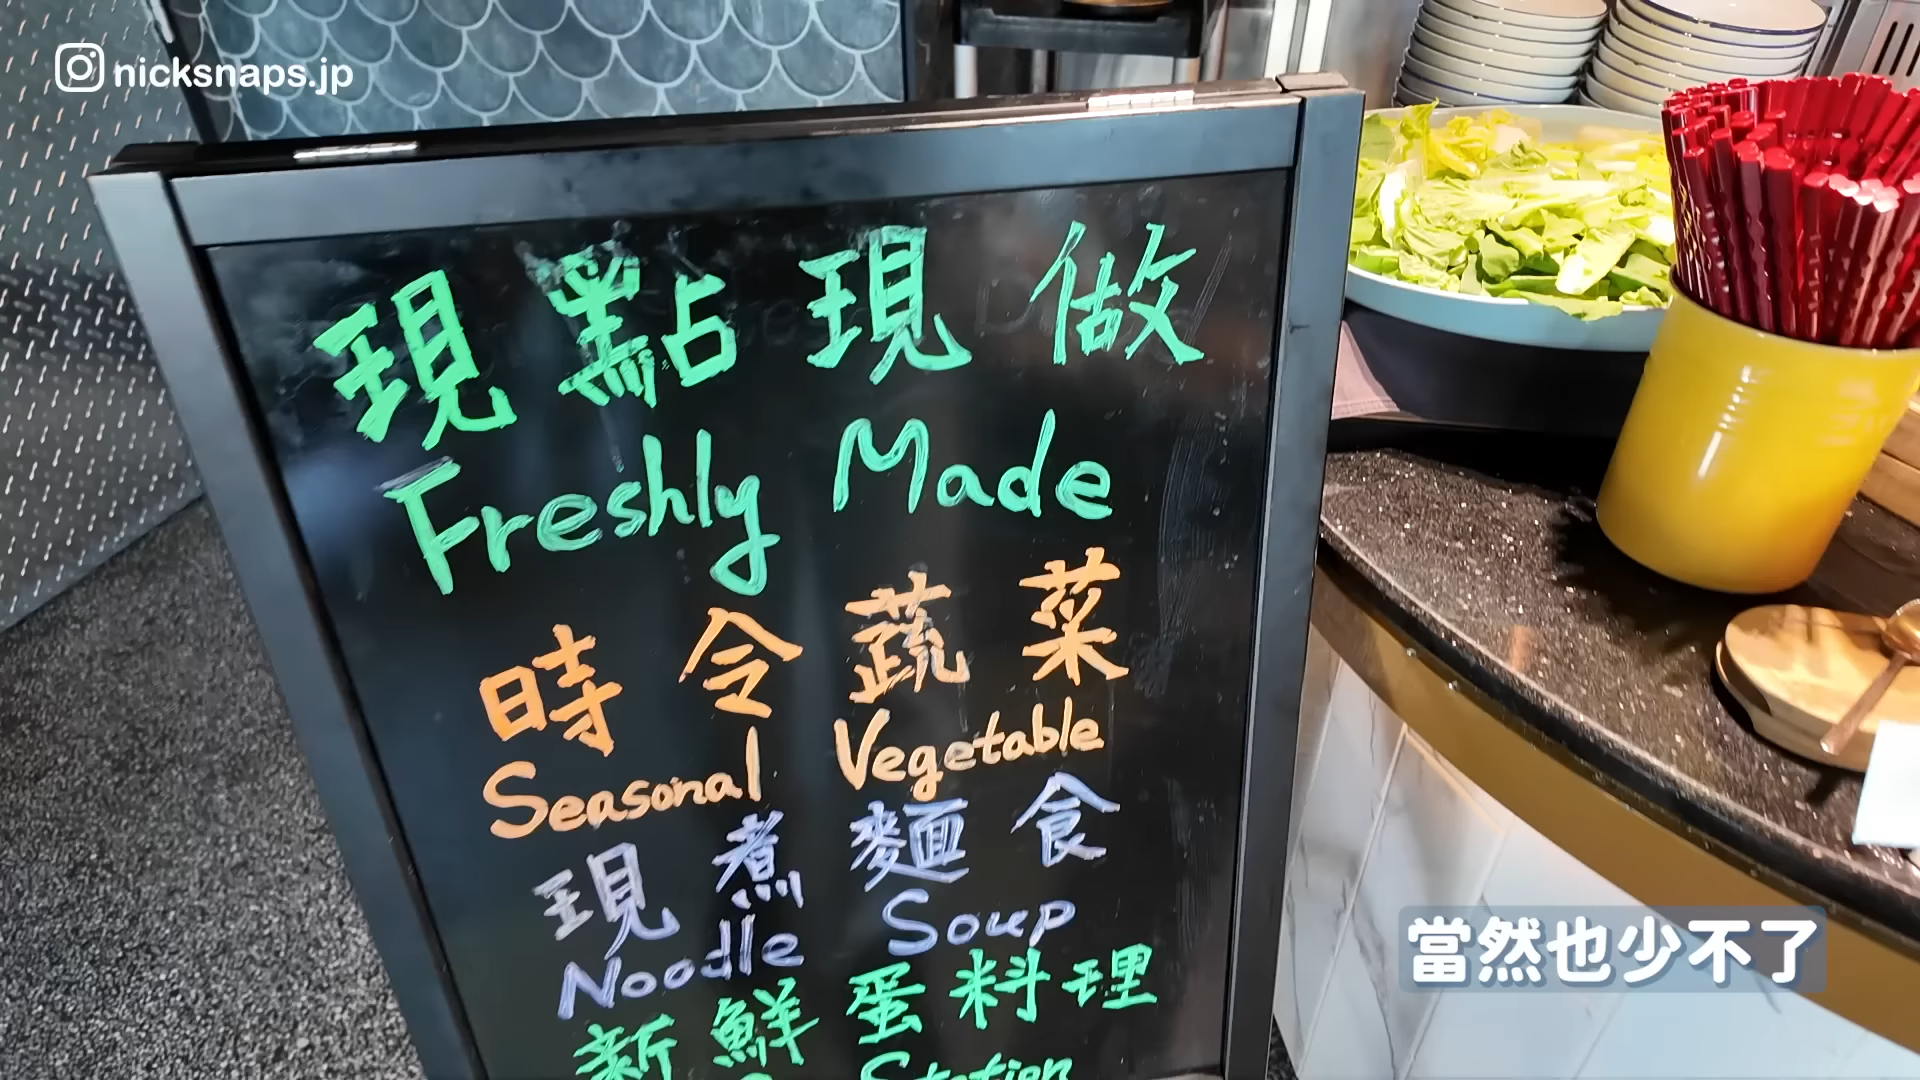 nicksnaps.jp
現點現做
Freshly Made
時令蔬菜
Seasonal Vegetable
現煮麵食
Noodle Soup
新鮮蛋料理
Station
當然也少不了